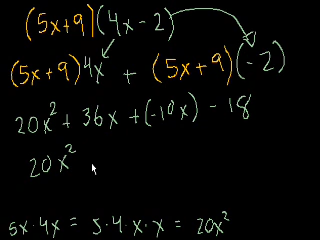 (5x+9)(4x-2)
(5x+9)4x + (5x+9)(-2)
20x² + 36x + (-10x) - 18
20x²
5x·4x = 5·4·x·x = 20x²